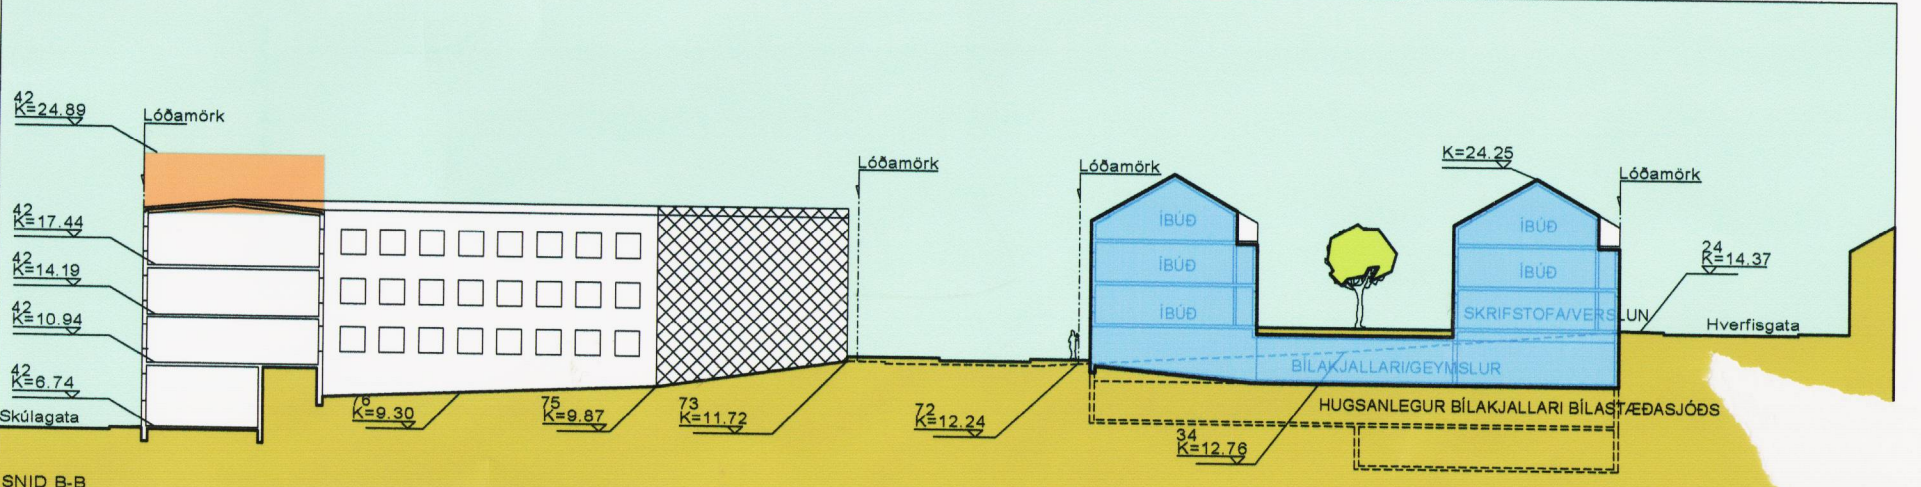 42
K=24.89
Lóðamörk
Lóðamörk
Lóðamörk
K=24.25
Lóðamörk
42
K=17.44
42
K=14.19
42
K=10.94
42
K=6.74
Skúlagata
ÍBÚÐ
ÍBÚÐ
ÍBÚÐ
ÍBÚÐ
ÍBÚÐ
SKRIFSTOFA/VERSLUN
24
K=14.37
Hverfisgata
BÍLAKJALLARI/GEYMSLUR
HUGSANLEGUR BÍLAKJALLARI BÍLASTÆÐASJÓÐS
76
K=9.30
75
K=9.87
73
K=11.72
72
K=12.24
34
K=12.76
SNID B-B